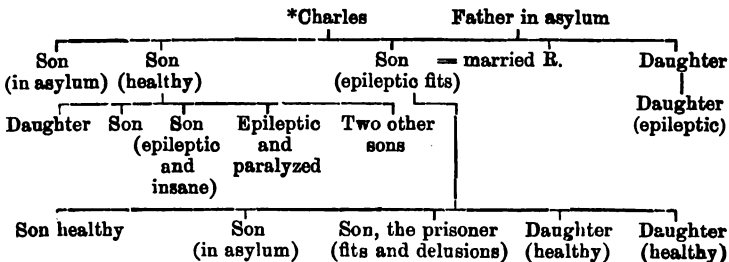 *Charles Father in asylum
Son Son Son = married R. Daughter
(in asylum) (healthy) (epileptic fits)
Daughter
Daughter Son Son Epileptic Two other (epileptic)
(epileptic and sons
and paralyzed
insane)
Son healthy Son Son, the prisoner Daughter Daughter
(in asylum) (fits and delusions) (healthy) (healthy)